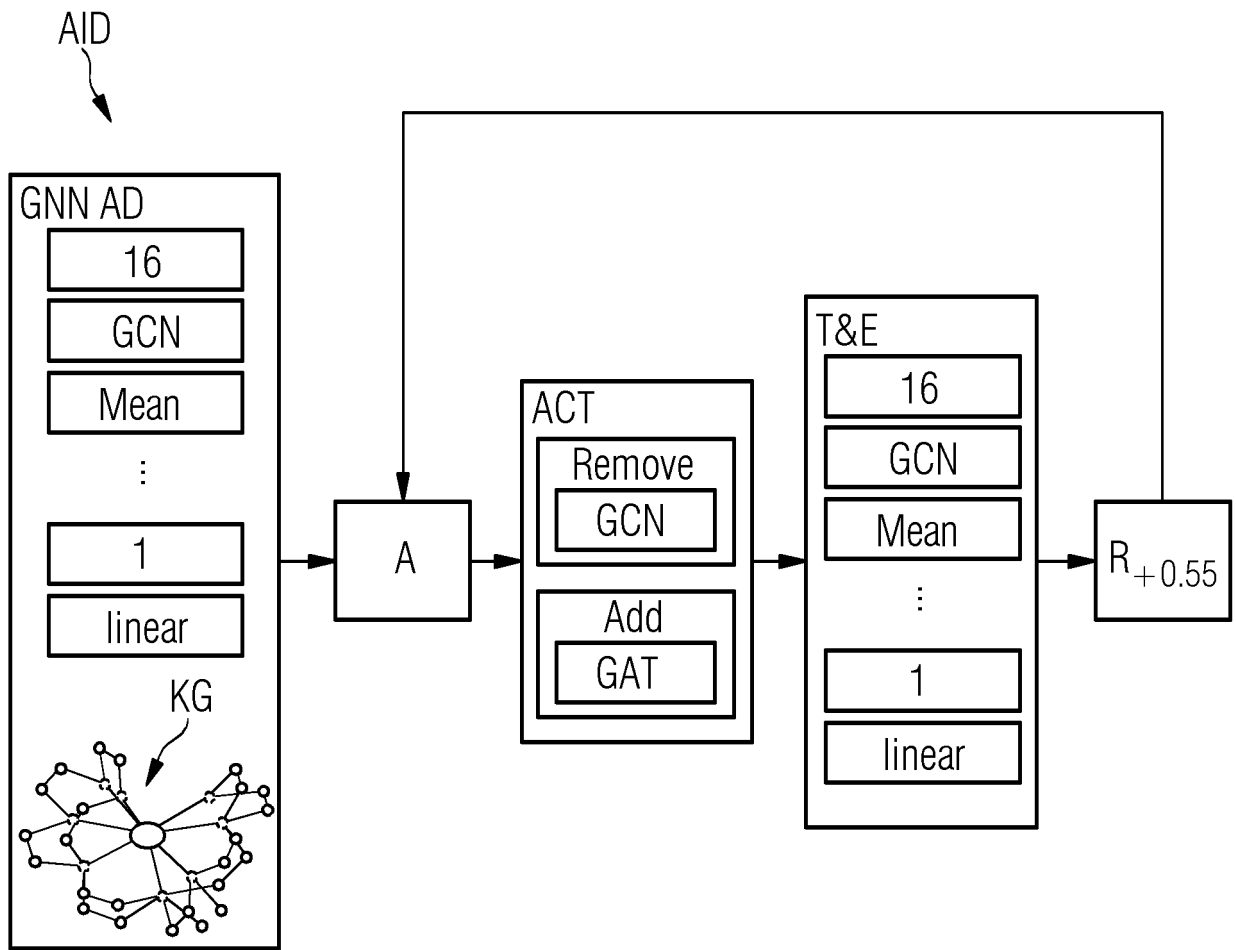 AID
GNN AD
16
GCN
Mean
⋮
1
linear
KG
A
ACT
Remove
GCN
Add
GAT
T&E
16
GCN
Mean
⋮
1
linear
R+0.55